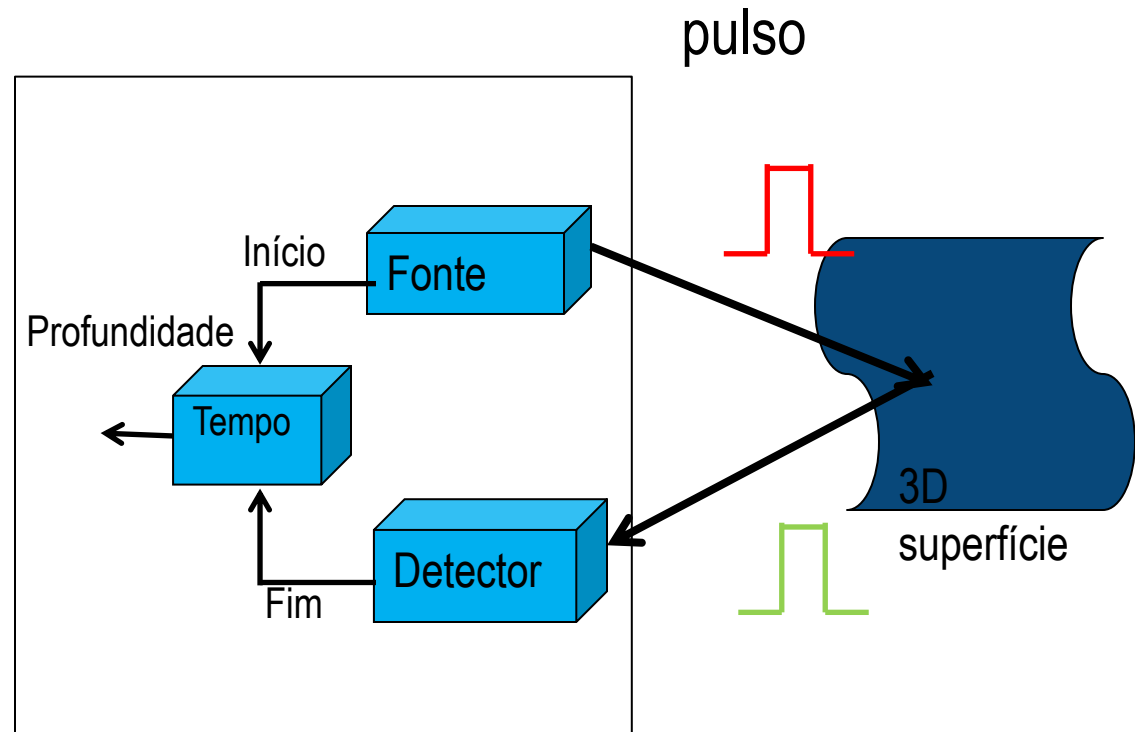 pulso
Início
Fonte
Profundidade
Tempo
3D
superfície
Detector
Fim